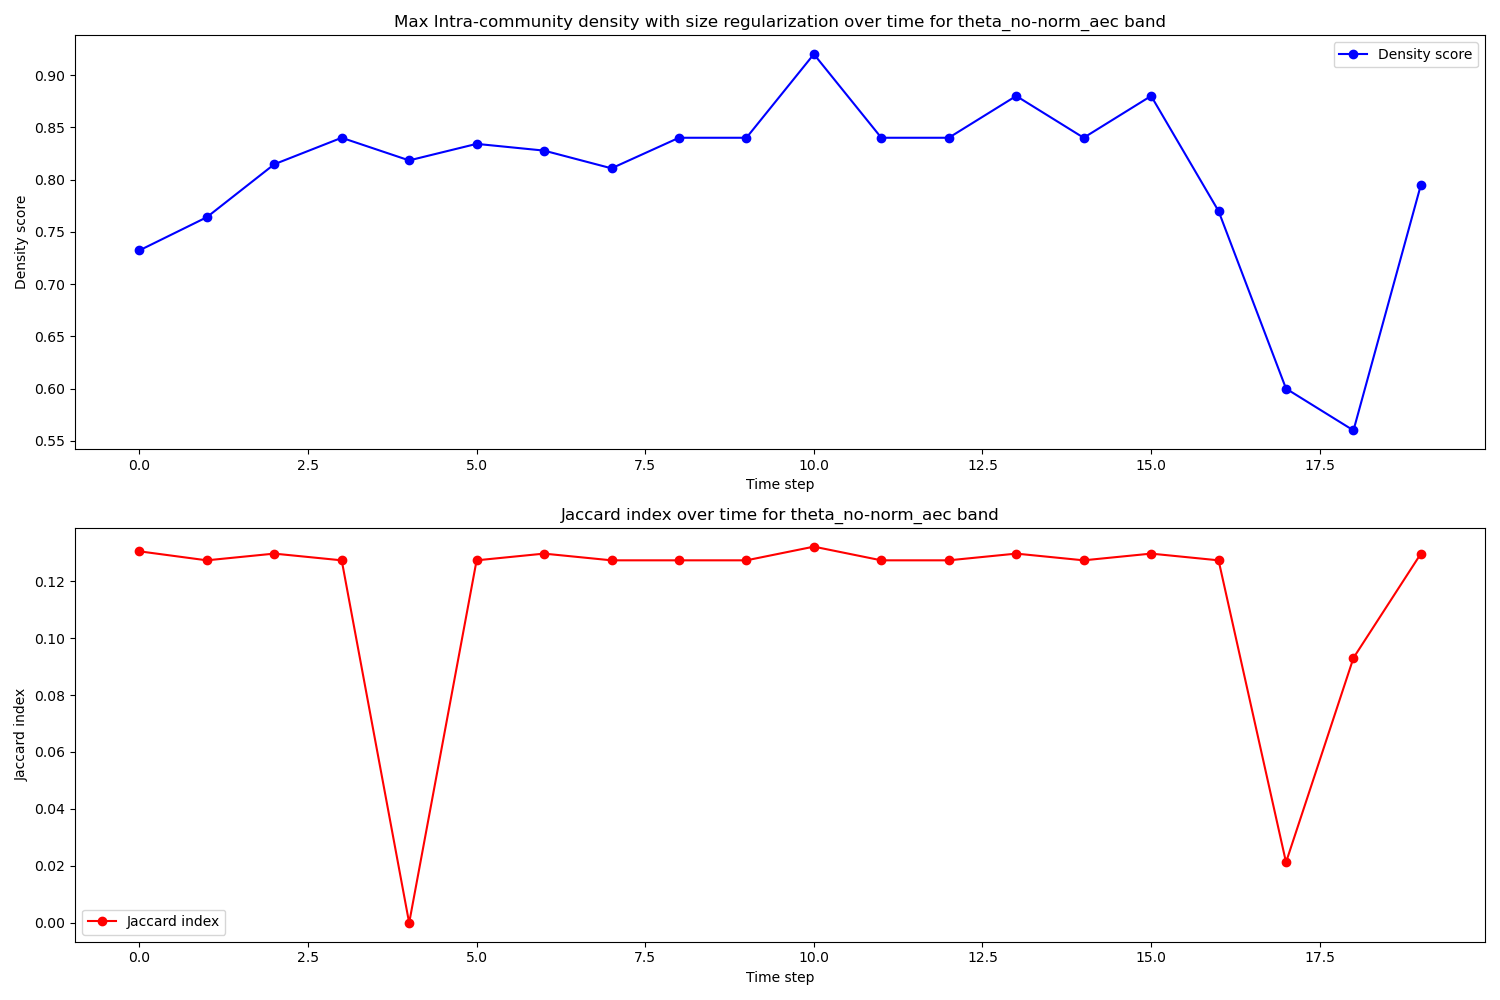 Max Intra-community density with size regularization over time for theta_no-norm_aec band
Density score
0.90
0.85
0.80
0.75
0.70
0.65
0.60
0.55
Density score
0.0 2.5 5.0 7.5 10.0 12.5 15.0 17.5
Time step
Jaccard index over time for theta_no-norm_aec band
0.12
0.10
0.08
0.06
0.04
0.02
0.00
Jaccard index
Jaccard index
0.0 2.5 5.0 7.5 10.0 12.5 15.0 17.5
Time step